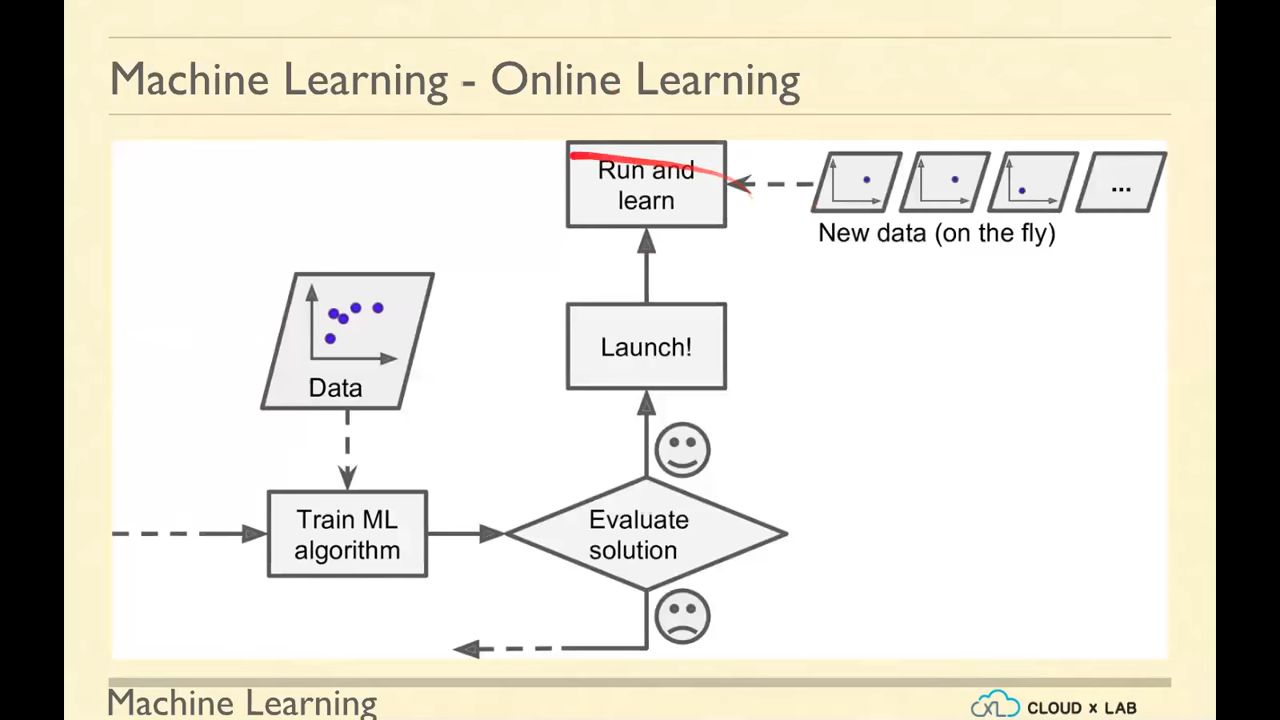 Machine Learning - Online Learning
Run and
learn
...
New data (on the fly)
Launch!
Data
Train ML
algorithm
Evaluate
solution
Machine Learning
CLOUD x LAB